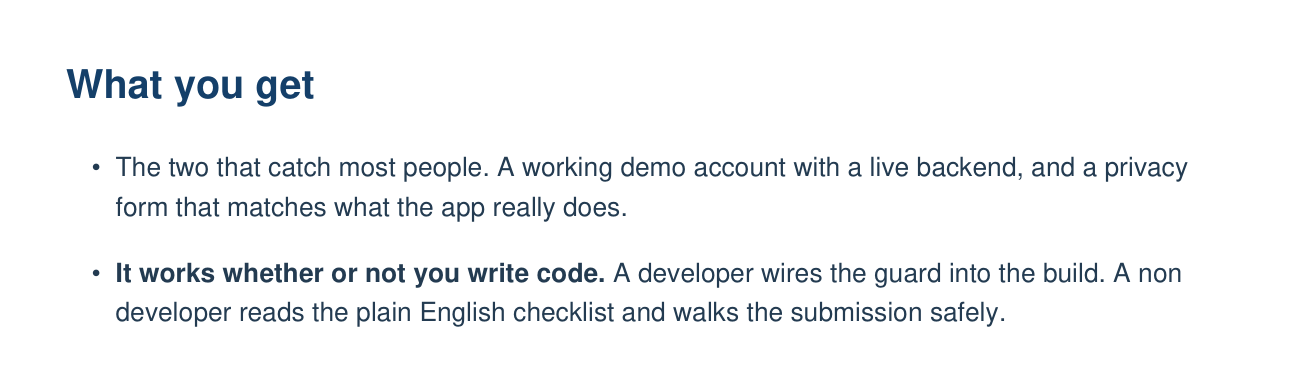 What you get
• The two that catch most people. A working demo account with a live backend, and a privacy
form that matches what the app really does.
• It works whether or not you write code. A developer wires the guard into the build. A non
developer reads the plain English checklist and walks the submission safely.